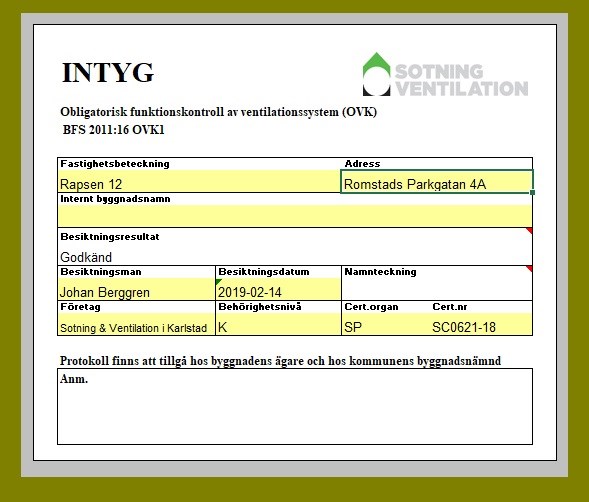 INTYG
SOTNING
VENTILATION
Obligatorisk funktionskontroll av ventilationssystem (OVK)
BFS 2011:16 OVK1
Fastighetsbeteckning Adress
Rapsen 12 Romstads Parkgatan 4A
Internt byggnadsnamn
Besiktningsresultat
Godkänd
Besiktningsman Besiktningsdatum Namnteckning
Johan Berggren 2019-02-14
Företag Behörighetsnivå Cert.organ Cert.nr
Sotning & Ventilation i Karlstad K SP SC0621-18
Protokoll finns att tillgå hos byggnadens ägare och hos kommunens byggnadsnämnd
Anm.